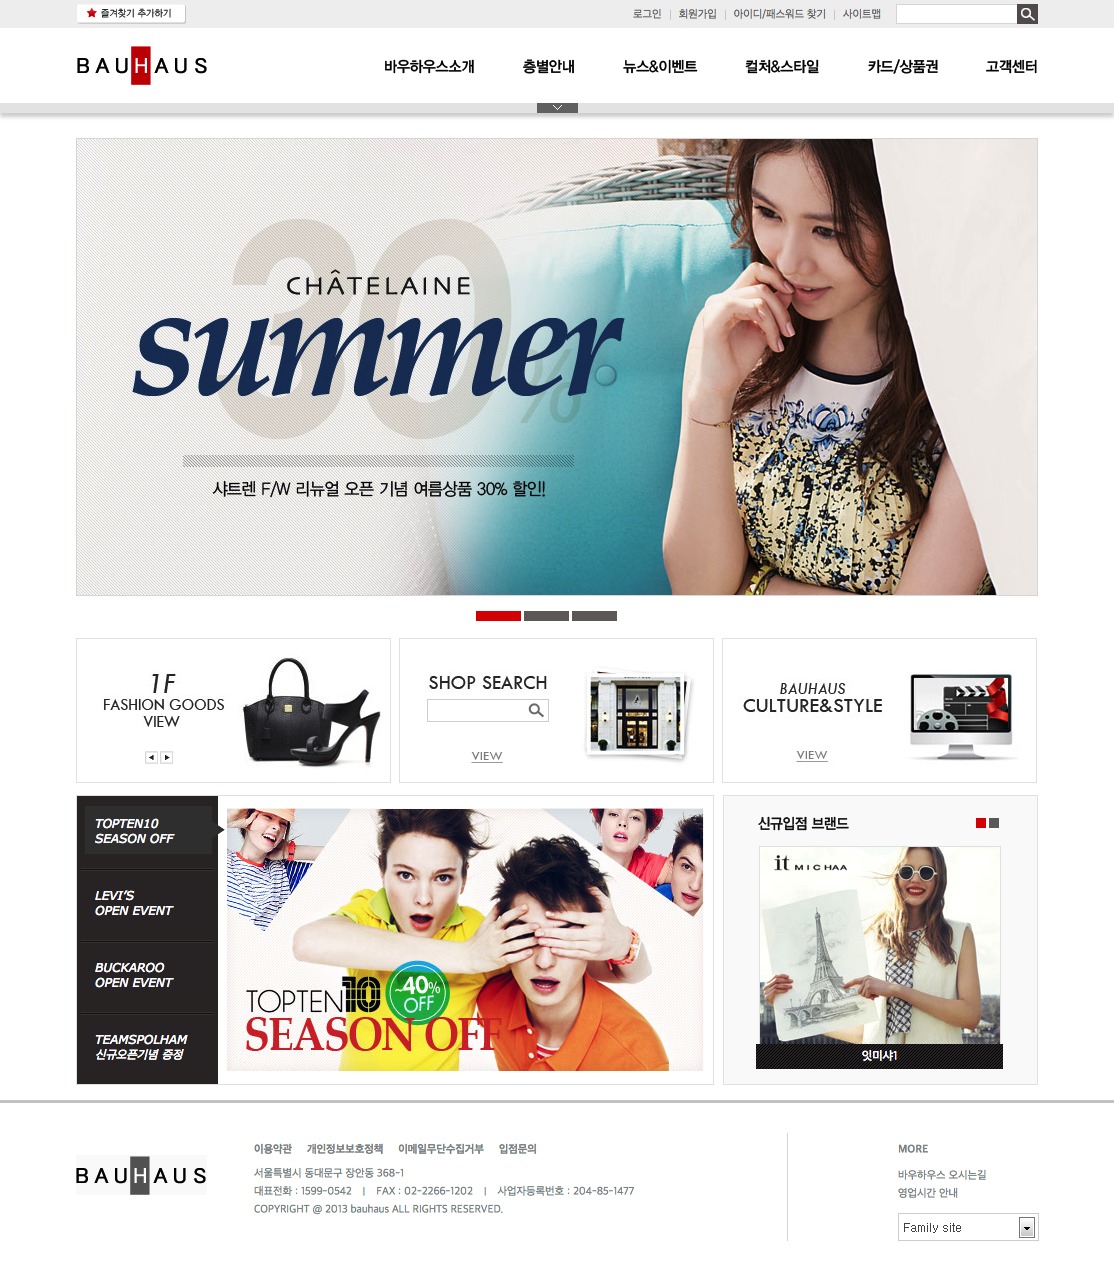 즐겨찾기 추가하기
로그인 | 회원가입 | 아이디/패스워드 찾기 | 사이트맵
BAUHAUS
바우하우스소개 층별안내 뉴스&이벤트 컬처&스타일 카드/상품권 고객센터
30%
CHÂTELAINE
summer
샤트렌 F/W 리뉴얼 오픈 기념 여름상품 30% 할인!
1F
FASHION GOODS
VIEW
SHOP SEARCH
VIEW
BAUHAUS
CULTURE&STYLE
VIEW
TOPTEN10
SEASON OFF
LEVI'S
OPEN EVENT
BUCKAROO
OPEN EVENT
TEAMSPOLHAM
신규오픈기념 증정
TOPTEN10
~40%
OFF
SEASON OFF
신규입점 브랜드
it MICHAA
잇미샤1
BAUHAUS
이용약관 개인정보보호정책 이메일무단수집거부 입점문의
서울특별시 동대문구 장안동 368-1
대표전화 : 1599-0542 | FAX : 02-2266-1202 | 사업자등록번호 : 204-85-1477
COPYRIGHT @ 2013 bauhaus ALL RIGHTS RESERVED.
MORE
바우하우스 오시는길
영업시간 안내
Family site